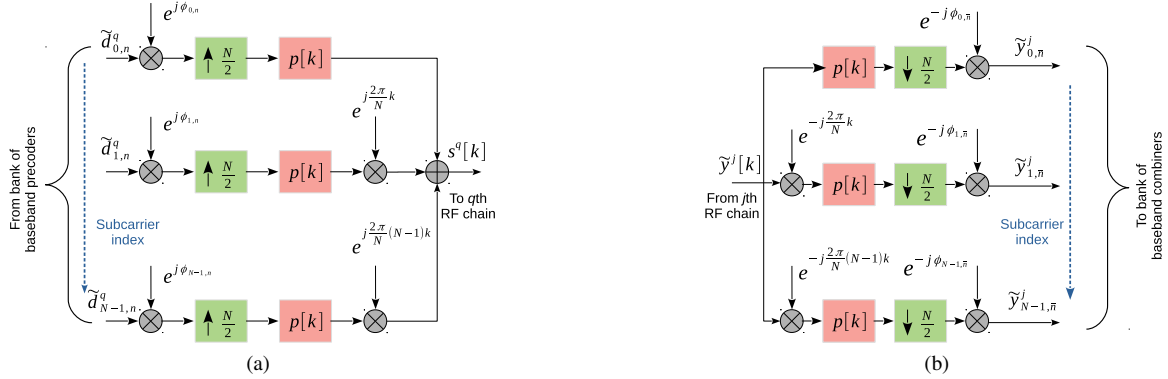 From bank of
baseband precoders
Subcarrier
index
d̃^q_{0,n}
e^{jϕ_{0,n}}
↑ N/2
p[k]
d̃^q_{1,n}
e^{jϕ_{1,n}}
↑ N/2
p[k]
e^{j 2π/N k}
s^q[k]
To qth
RF chain
d̃^q_{N−1,n}
e^{jϕ_{N−1,n}}
↑ N/2
p[k]
e^{j 2π/N (N−1)k}
(a)
ỹ^j[k]
From jth
RF chain
p[k]
↓ N/2
e^{−jϕ_{0,n̅}}
ỹ^j_{0,n̅}
e^{−j 2π/N k}
p[k]
↓ N/2
e^{−jϕ_{1,n̅}}
ỹ^j_{1,n̅}
e^{−j 2π/N (N−1)k}
p[k]
↓ N/2
e^{−jϕ_{N−1,n̅}}
ỹ^j_{N−1,n̅}
Subcarrier
index
To bank of
baseband combiners
(b)